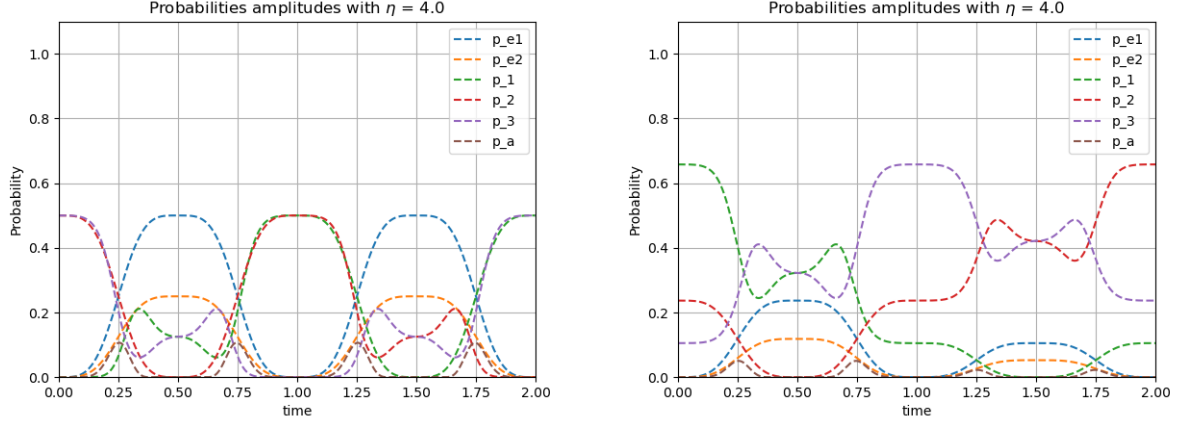 Probabilities amplitudes with η = 4.0
Probability
1.0
0.8
0.6
0.4
0.2
0.0
p_e1
p_e2
p_1
p_2
p_3
p_a
0.00 0.25 0.50 0.75 1.00 1.25 1.50 1.75 2.00
time
Probabilities amplitudes with η = 4.0
Probability
1.0
0.8
0.6
0.4
0.2
0.0
p_e1
p_e2
p_1
p_2
p_3
p_a
0.00 0.25 0.50 0.75 1.00 1.25 1.50 1.75 2.00
time